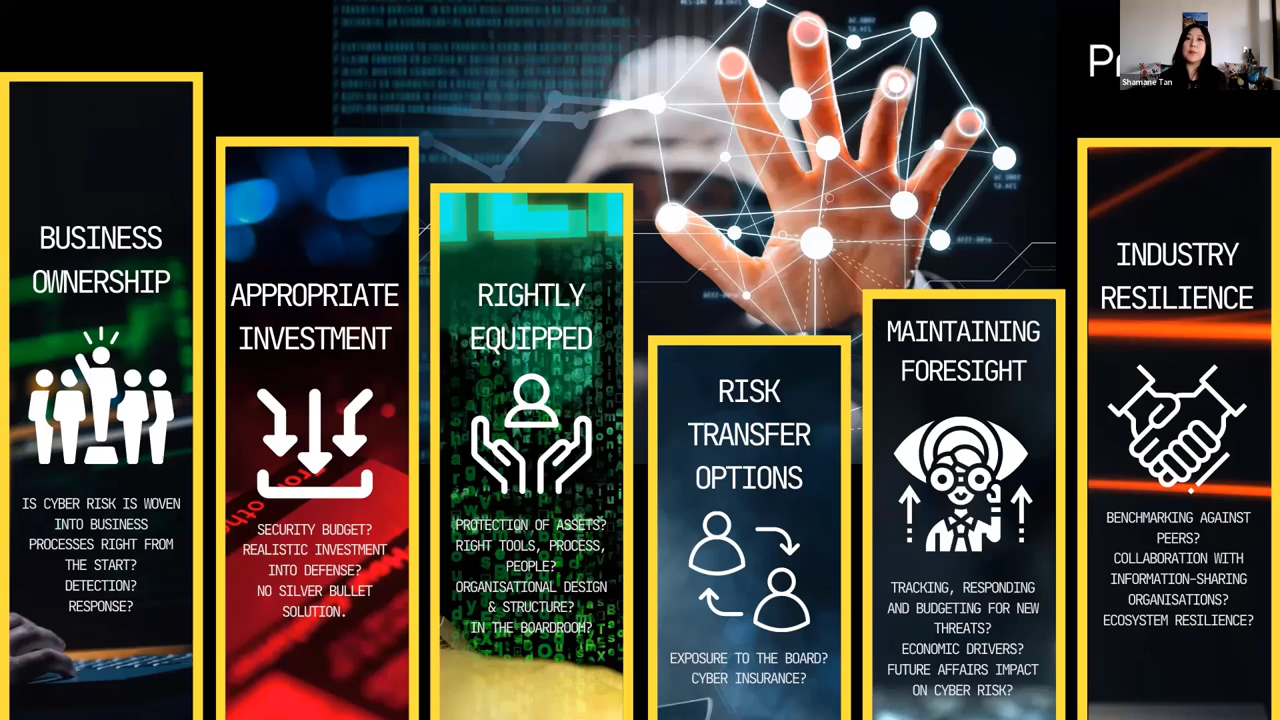 Shamane Tan
BUSINESS
OWNERSHIP
IS CYBER RISK IS WOVEN
INTO BUSINESS
PROCESSES RIGHT FROM
THE START?
DETECTION?
RESPONSE?
APPROPRIATE
INVESTMENT
SECURITY BUDGET?
REALISTIC INVESTMENT
INTO DEFENSE?
NO SILVER BULLET
SOLUTION.
RIGHTLY
EQUIPPED
PROTECTION OF ASSETS?
RIGHT TOOLS, PROCESS,
PEOPLE?
ORGANISATIONAL DESIGN
& STRUCTURE?
IN THE BOARDROOM?
RISK
TRANSFER
OPTIONS
EXPOSURE TO THE BOARD?
CYBER INSURANCE?
MAINTAINING
FORESIGHT
TRACKING, RESPONDING
AND BUDGETING FOR NEW
THREATS?
ECONOMIC DRIVERS?
FUTURE AFFAIRS IMPACT
ON CYBER RISK?
INDUSTRY
RESILIENCE
BENCHMARKING AGAINST
PEERS?
COLLABORATION WITH
INFORMATION-SHARING
ORGANISATIONS?
ECOSYSTEM RESILIENCE?